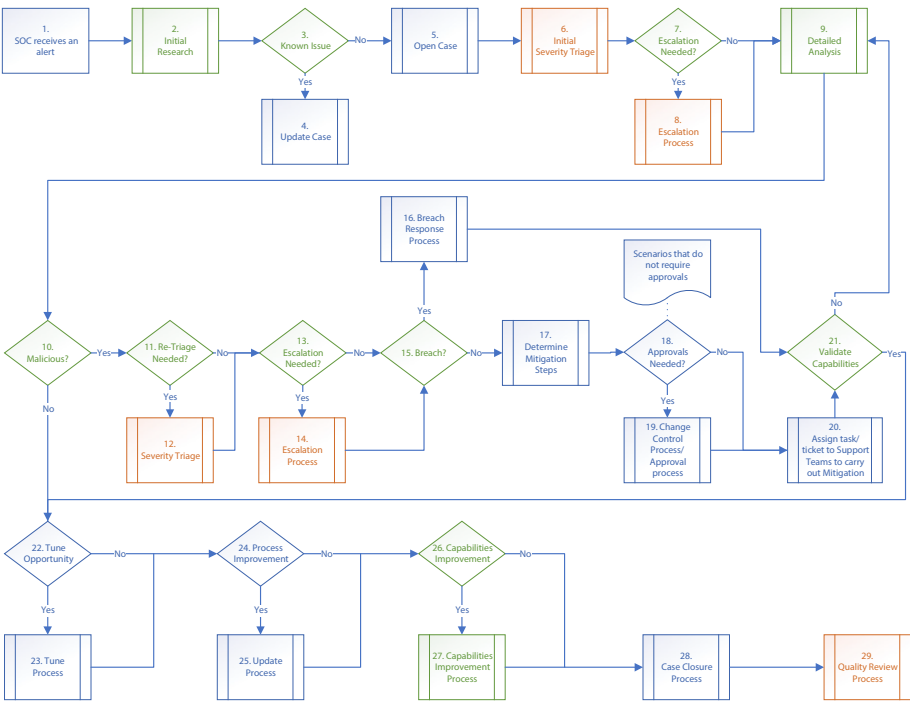 1.
SOC receives an
alert
2.
Initial
Research
3.
Known Issue
No
5.
Open Case
6.
Initial
Severity Triage
7.
Escalation
Needed?
No
9.
Detailed
Analysis
Yes
4.
Update Case
Yes
8.
Escalation
Process
16. Breach
Response
Process
Scenarios that do
not require
approvals
Yes
No
10.
Malicious?
Yes
11. Re-Triage
Needed?
No
13.
Escalation
Needed?
No
15. Breach?
No
17.
Determine
Mitigation
Steps
18.
Approvals
Needed?
No
21.
Validate
Capabilities
Yes
No
Yes
12.
Severity Triage
Yes
14.
Escalation
Process
Yes
19. Change
Control
Process/
Approval
process
20.
Assign task/
ticket to Support
Teams to carry
out Mitigation
22. Tune
Opportunity
No
24. Process
Improvement
No
26. Capabilities
Improvement
No
Yes
Yes
Yes
23. Tune
Process
25. Update
Process
27. Capabilities
Improvement
Process
28.
Case Closure
Process
29.
Quality Review
Process